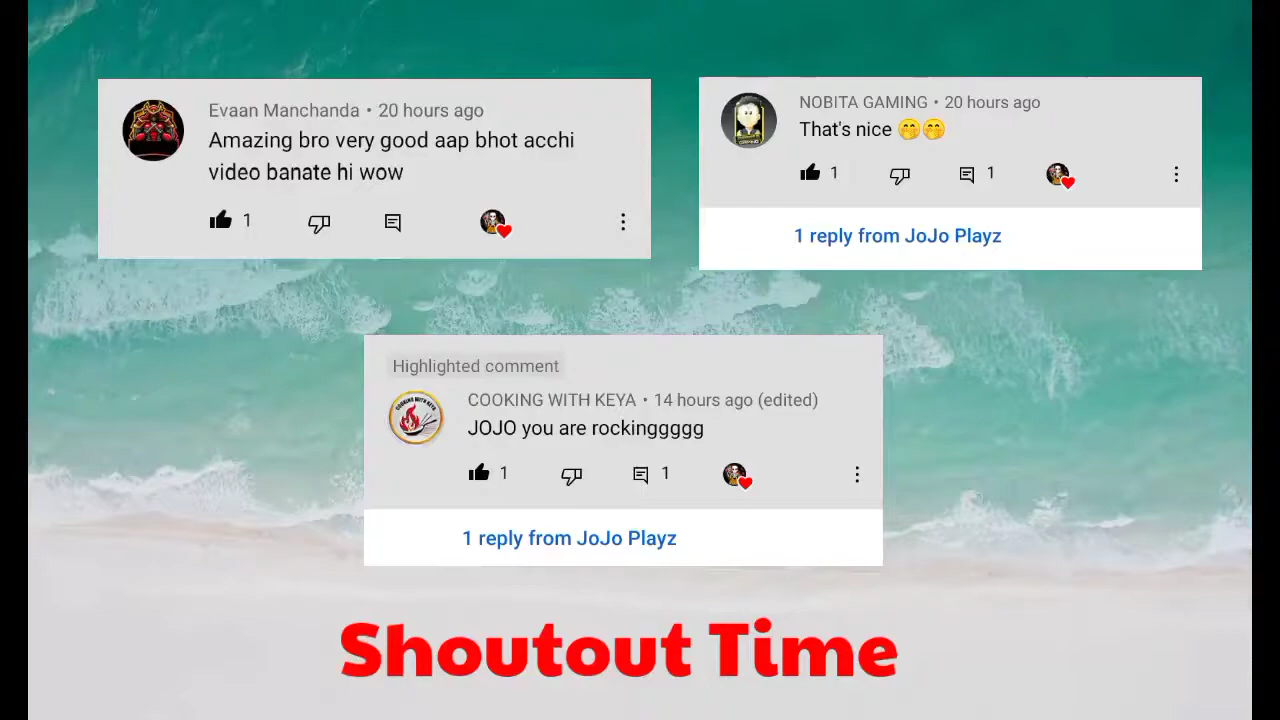 Evaan Manchanda • 20 hours ago
Amazing bro very good aap bhot acchi
video banate hi wow
1
NOBITA GAMING • 20 hours ago
That's nice 🤭🤭
1 1
1 reply from JoJo Playz
Highlighted comment
COOKING WITH KEYA • 14 hours ago (edited)
JOJO you are rockinggggg
1 1
1 reply from JoJo Playz
Shoutout Time